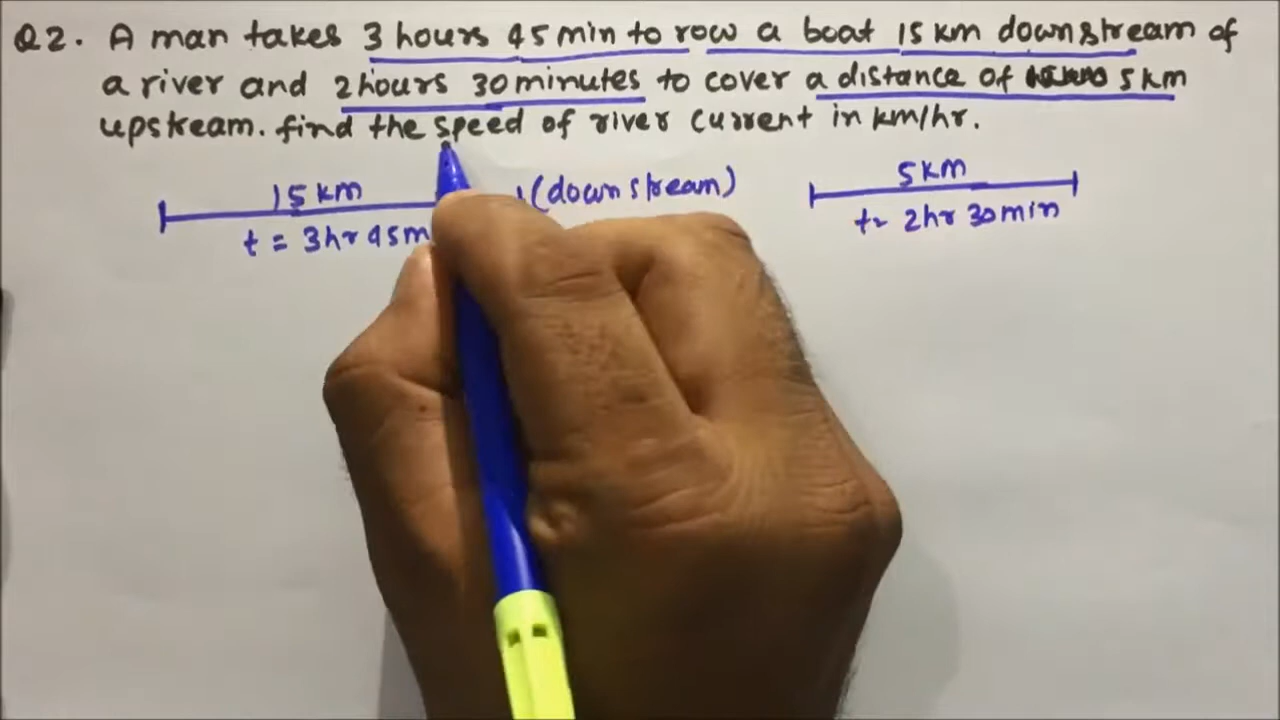 Q2. A man takes 3 hours 45 min to row a boat 15 km downstream of
a river and 2 hours 30 minutes to cover a distance of 5 km
upstream. find the speed of river current in km/hr.
15 km (downstream) 5 km
t = 3hr 45m t= 2hr 30 min